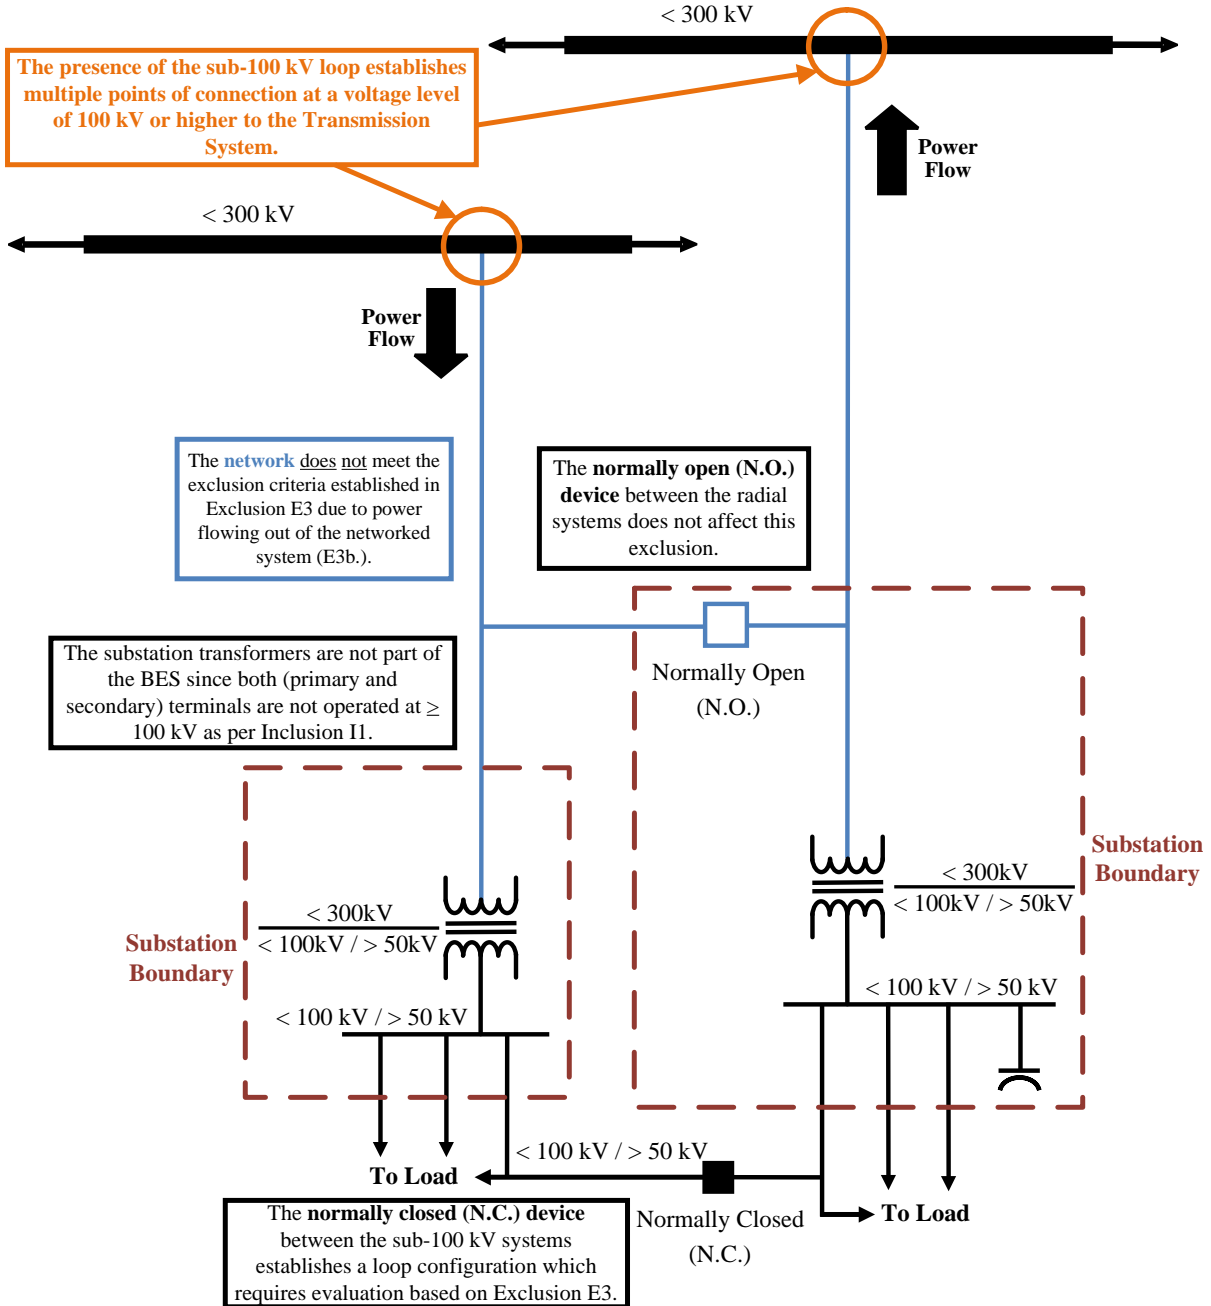 < 300 kV
The presence of the sub-100 kV loop establishes
multiple points of connection at a voltage level
of 100 kV or higher to the Transmission
System.
Power
Flow
< 300 kV
Power
Flow
The network does not meet the
exclusion criteria established in
Exclusion E3 due to power
flowing out of the networked
system (E3b.).
The normally open (N.O.)
device between the radial
systems does not affect this
exclusion.
The substation transformers are not part of
the BES since both (primary and
secondary) terminals are not operated at ≥
100 kV as per Inclusion I1.
Normally Open
(N.O.)
Substation
Boundary
< 300kV
< 100kV / > 50kV
< 300kV
< 100kV / > 50kV
Substation
Boundary
< 100 kV / > 50 kV
< 100 kV / > 50 kV
< 100 kV / > 50 kV
To Load
To Load
Normally Closed
(N.C.)
The normally closed (N.C.) device
between the sub-100 kV systems
establishes a loop configuration which
requires evaluation based on Exclusion E3.